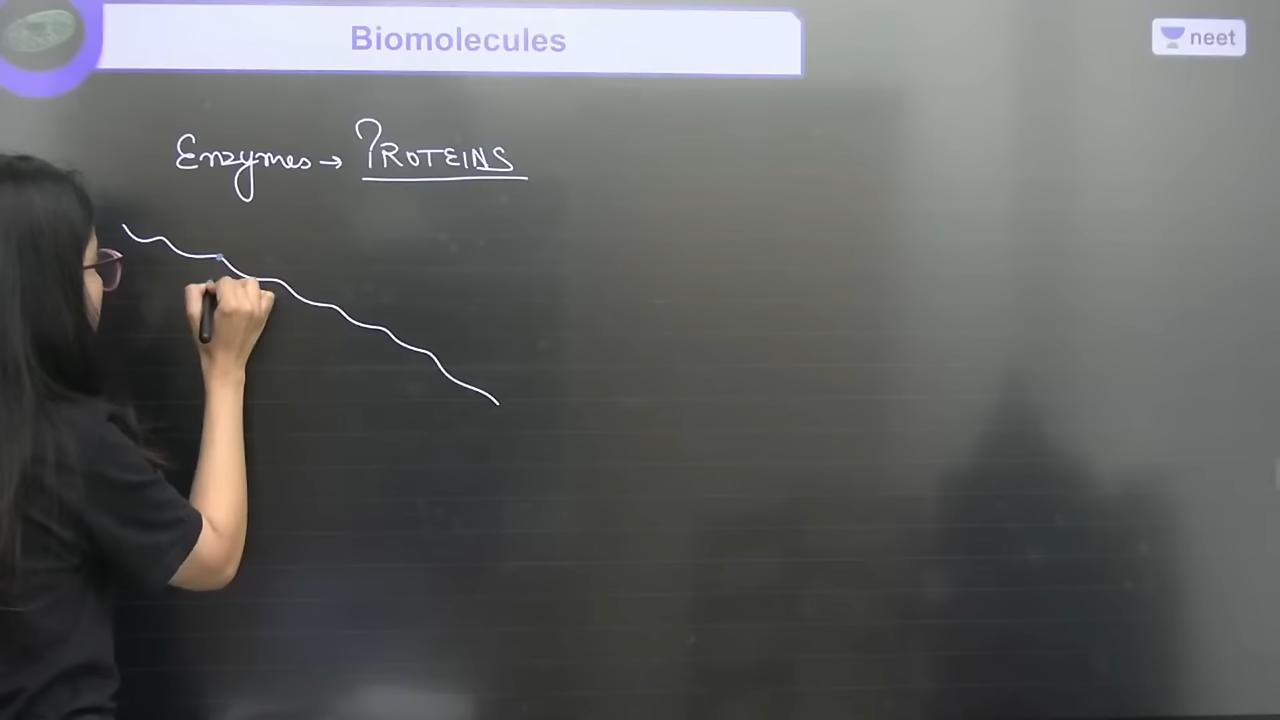 Biomolecules
neet
Enzymes → PROTEINS